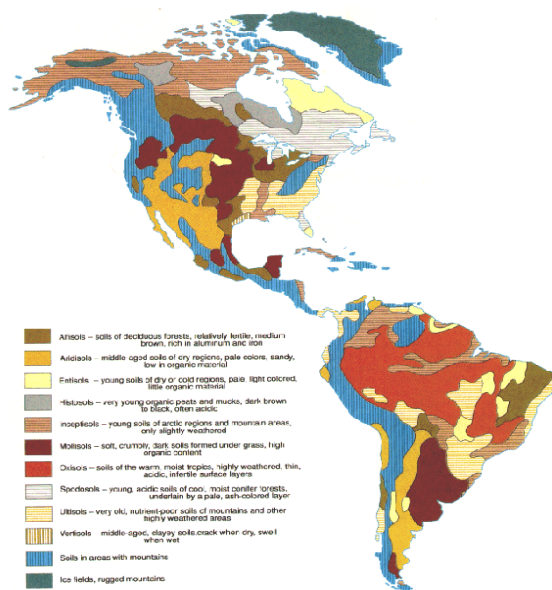 Alfisols – soils of deciduous forests, relatively fertile, medium
brown, rich in aluminum and iron
Aridisols – middle-aged soils of dry regions, pale colors, sandy,
low in organic material
Entisols – young soils of dry or cold regions, pale, light colored,
little organic material
Histosols – very young organic peats and mucks, dark brown
to black, often acidic
Inceptisols – young soils of arctic regions and mountain areas,
only slightly weathered
Mollisols – soft, crumbly, dark soils formed under grass, high
organic content
Oxisols – soils of the warm, moist tropics, highly weathered, thin,
acidic, infertile surface layers
Spodosols – young, acidic soils of cool, moist conifer forests,
underlain by a pale, ash-colored layer
Ultisols – very old, nutrient-poor soils of mountains and other
highly weathered areas
Vertisols – middle-aged, clayey soils, crack when dry, swell
when wet
Soils in areas with mountains
Ice fields, rugged mountains